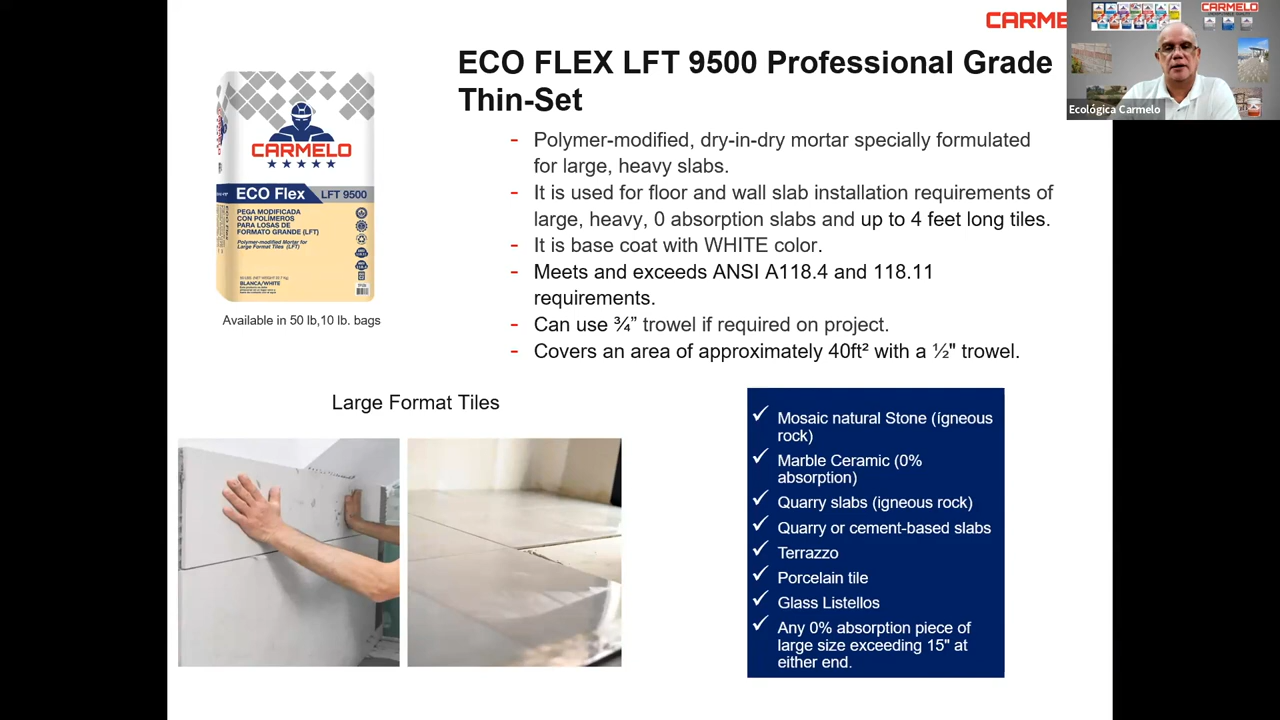 CARME
CARMELO
Ecológica Carmelo
ECO FLEX LFT 9500 Professional Grade
Thin-Set
- Polymer-modified, dry-in-dry mortar specially formulated
for large, heavy slabs.
- It is used for floor and wall slab installation requirements of
large, heavy, 0 absorption slabs and up to 4 feet long tiles.
- It is base coat with WHITE color.
- Meets and exceeds ANSI A118.4 and 118.11
requirements.
- Can use ¾” trowel if required on project.
- Covers an area of approximately 40ft² with a ½" trowel.
CARMELO
ECO Flex LFT 9500
PEGA MODIFICADA
CON POLÍMEROS
PARA LOSAS DE
FORMATO GRANDE (LFT)
Polymer-modified Mortar for
Large Format Tiles (LFT)
BLANCA/WHITE
Available in 50 lb,10 lb. bags
Large Format Tiles
✓ Mosaic natural Stone (ígneous
rock)
✓ Marble Ceramic (0%
absorption)
✓ Quarry slabs (igneous rock)
✓ Quarry or cement-based slabs
✓ Terrazzo
✓ Porcelain tile
✓ Glass Listellos
✓ Any 0% absorption piece of
large size exceeding 15" at
either end.